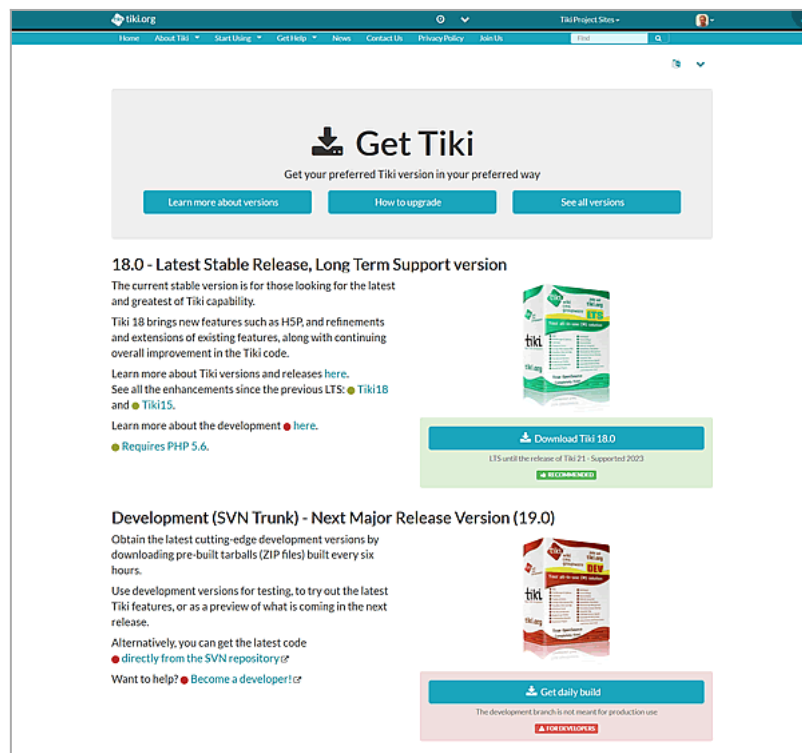 tiki.org
Tiki Project Sites
Home About Tiki Start Using Get Help News Contact Us Privacy Policy Join Us Find
Get Tiki
Get your preferred Tiki version in your preferred way
Learn more about versions How to upgrade See all versions
18.0 - Latest Stable Release, Long Term Support version
The current stable version is for those looking for the latest
and greatest of Tiki capability.
Tiki 18 brings new features such as H5P, and refinements
and extensions of existing features, along with continuing
overall improvement in the Tiki code.
Learn more about Tiki versions and releases here.
See all the enhancements since the previous LTS: Tiki18
and Tiki15.
Learn more about the development here.
Requires PHP 5.6.
tiki
LTS
tiki
Download Tiki 18.0
LTS until the release of Tiki 21 - Supported 2023
RECOMMENDED
Development (SVN Trunk) - Next Major Release Version (19.0)
Obtain the latest cutting-edge development versions by
downloading pre-built tarballs (ZIP files) built every six
hours.
Use development versions for testing, to try out the latest
Tiki features, or as a preview of what is coming in the next
release.
Alternatively, you can get the latest code
directly from the SVN repository
Want to help? Become a developer!
tiki
DEV
tiki
Get daily build
The development branch is not meant for production use
FOR DEVELOPERS